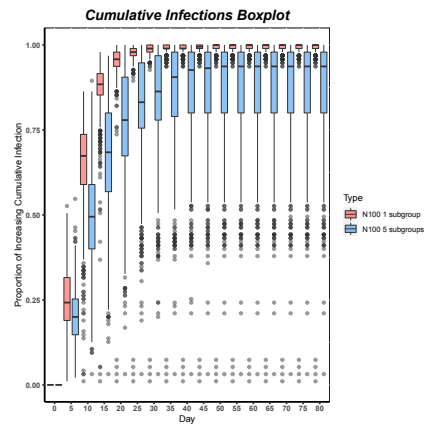 Cumulative Infections Boxplot
Proportion of Increasing Cumulative Infection
1.00
0.75
0.50
0.25
0.00
0 5 10 15 20 25 30 35 40 45 50 55 60 65 70 75 80
Day
Type
N100 1 subgroup
N100 5 subgroups